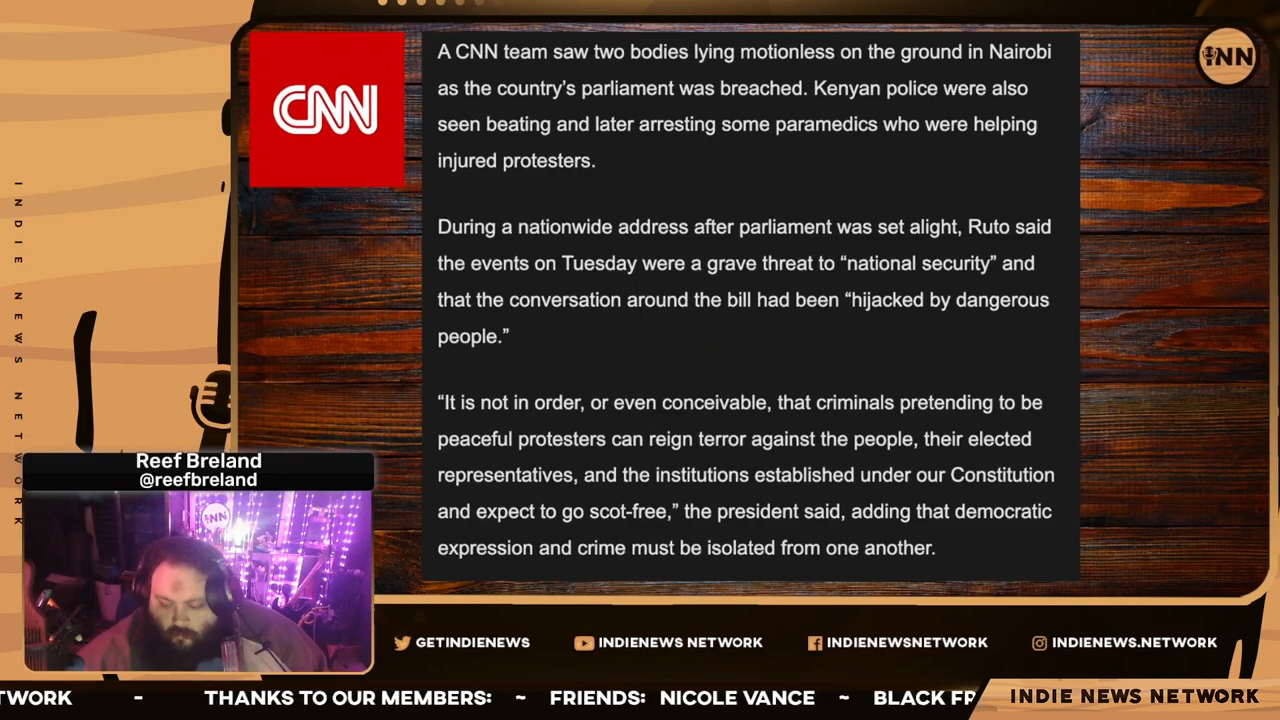 CNN
A CNN team saw two bodies lying motionless on the ground in Nairobi
as the country’s parliament was breached. Kenyan police were also
seen beating and later arresting some paramedics who were helping
injured protesters.
During a nationwide address after parliament was set alight, Ruto said
the events on Tuesday were a grave threat to “national security” and
that the conversation around the bill had been “hijacked by dangerous
people.”
“It is not in order, or even conceivable, that criminals pretending to be
peaceful protesters can reign terror against the people, their elected
representatives, and the institutions established under our Constitution
and expect to go scot-free,” the president said, adding that democratic
expression and crime must be isolated from one another.
INN
INDIE NEWS NETWORK
Reef Breland
@reefbreland
INN
GETINDIENEWS
INDIENEWS NETWORK
INDIENEWSNETWORK
INDIENEWS.NETWORK
TWORK - THANKS TO OUR MEMBERS: ~ FRIENDS: NICOLE VANCE ~ BLACK FR
INDIE NEWS NETWORK